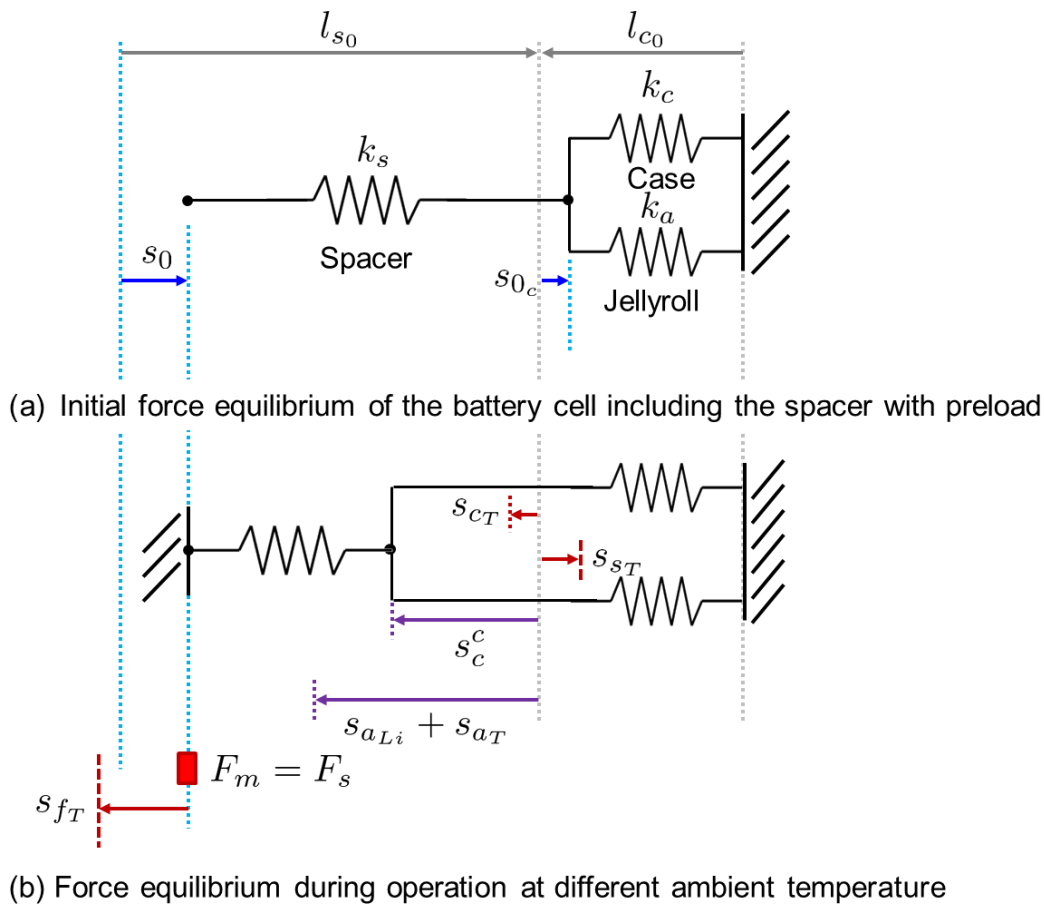 l_{s_0} l_{c_0}
k_c
k_s
Case
k_a
s_0 Spacer
s_{0_c}
Jellyroll
(a) Initial force equilibrium of the battery cell including the spacer with preload
s_{c_T}
s_{s_T}
s_c^c
s_{a_{Li}} + s_{a_T}
F_m = F_s
s_{f_T}
(b) Force equilibrium during operation at different ambient temperature